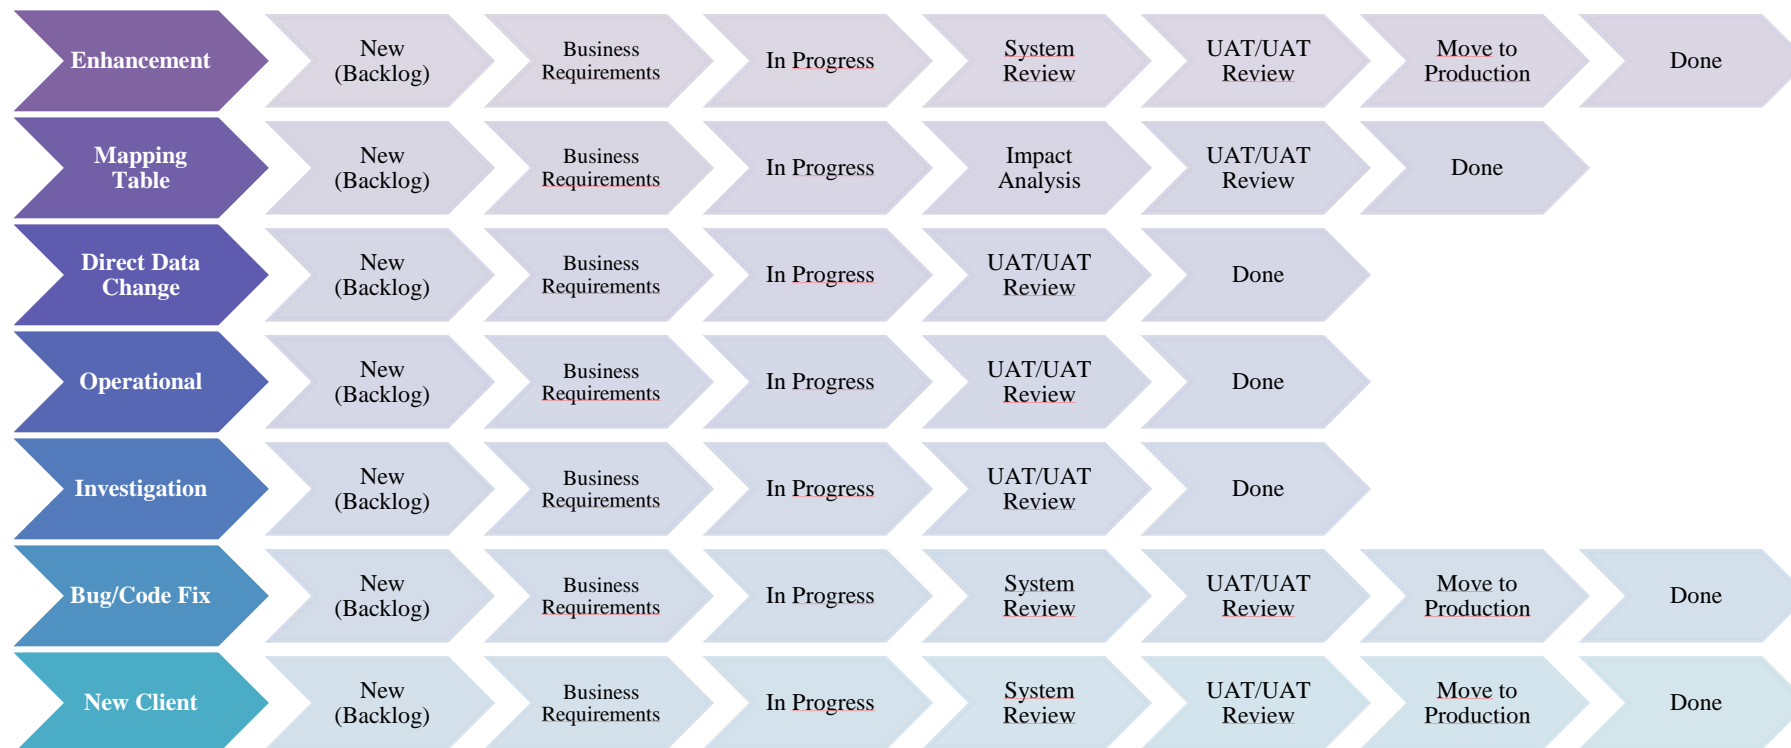 Enhancement
New
(Backlog)
Business
Requirements
In Progress
System
Review
UAT/UAT
Review
Move to
Production
Done
Mapping
Table
New
(Backlog)
Business
Requirements
In Progress
Impact
Analysis
UAT/UAT
Review
Done
Direct Data
Change
New
(Backlog)
Business
Requirements
In Progress
UAT/UAT
Review
Done
Operational
New
(Backlog)
Business
Requirements
In Progress
UAT/UAT
Review
Done
Investigation
New
(Backlog)
Business
Requirements
In Progress
UAT/UAT
Review
Done
Bug/Code Fix
New
(Backlog)
Business
Requirements
In Progress
System
Review
UAT/UAT
Review
Move to
Production
Done
New Client
New
(Backlog)
Business
Requirements
In Progress
System
Review
UAT/UAT
Review
Move to
Production
Done